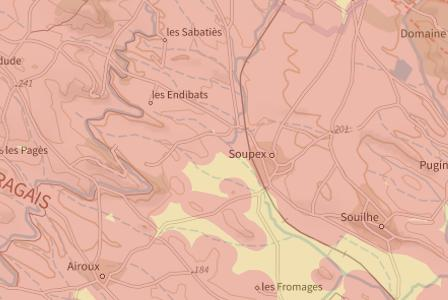 les Sabatiès
Domaine
dude
241
les Endibats
201
les Pagès
Soupex
Pugin
RAGAIS
Souilhe
Airoux
184
les Fromages